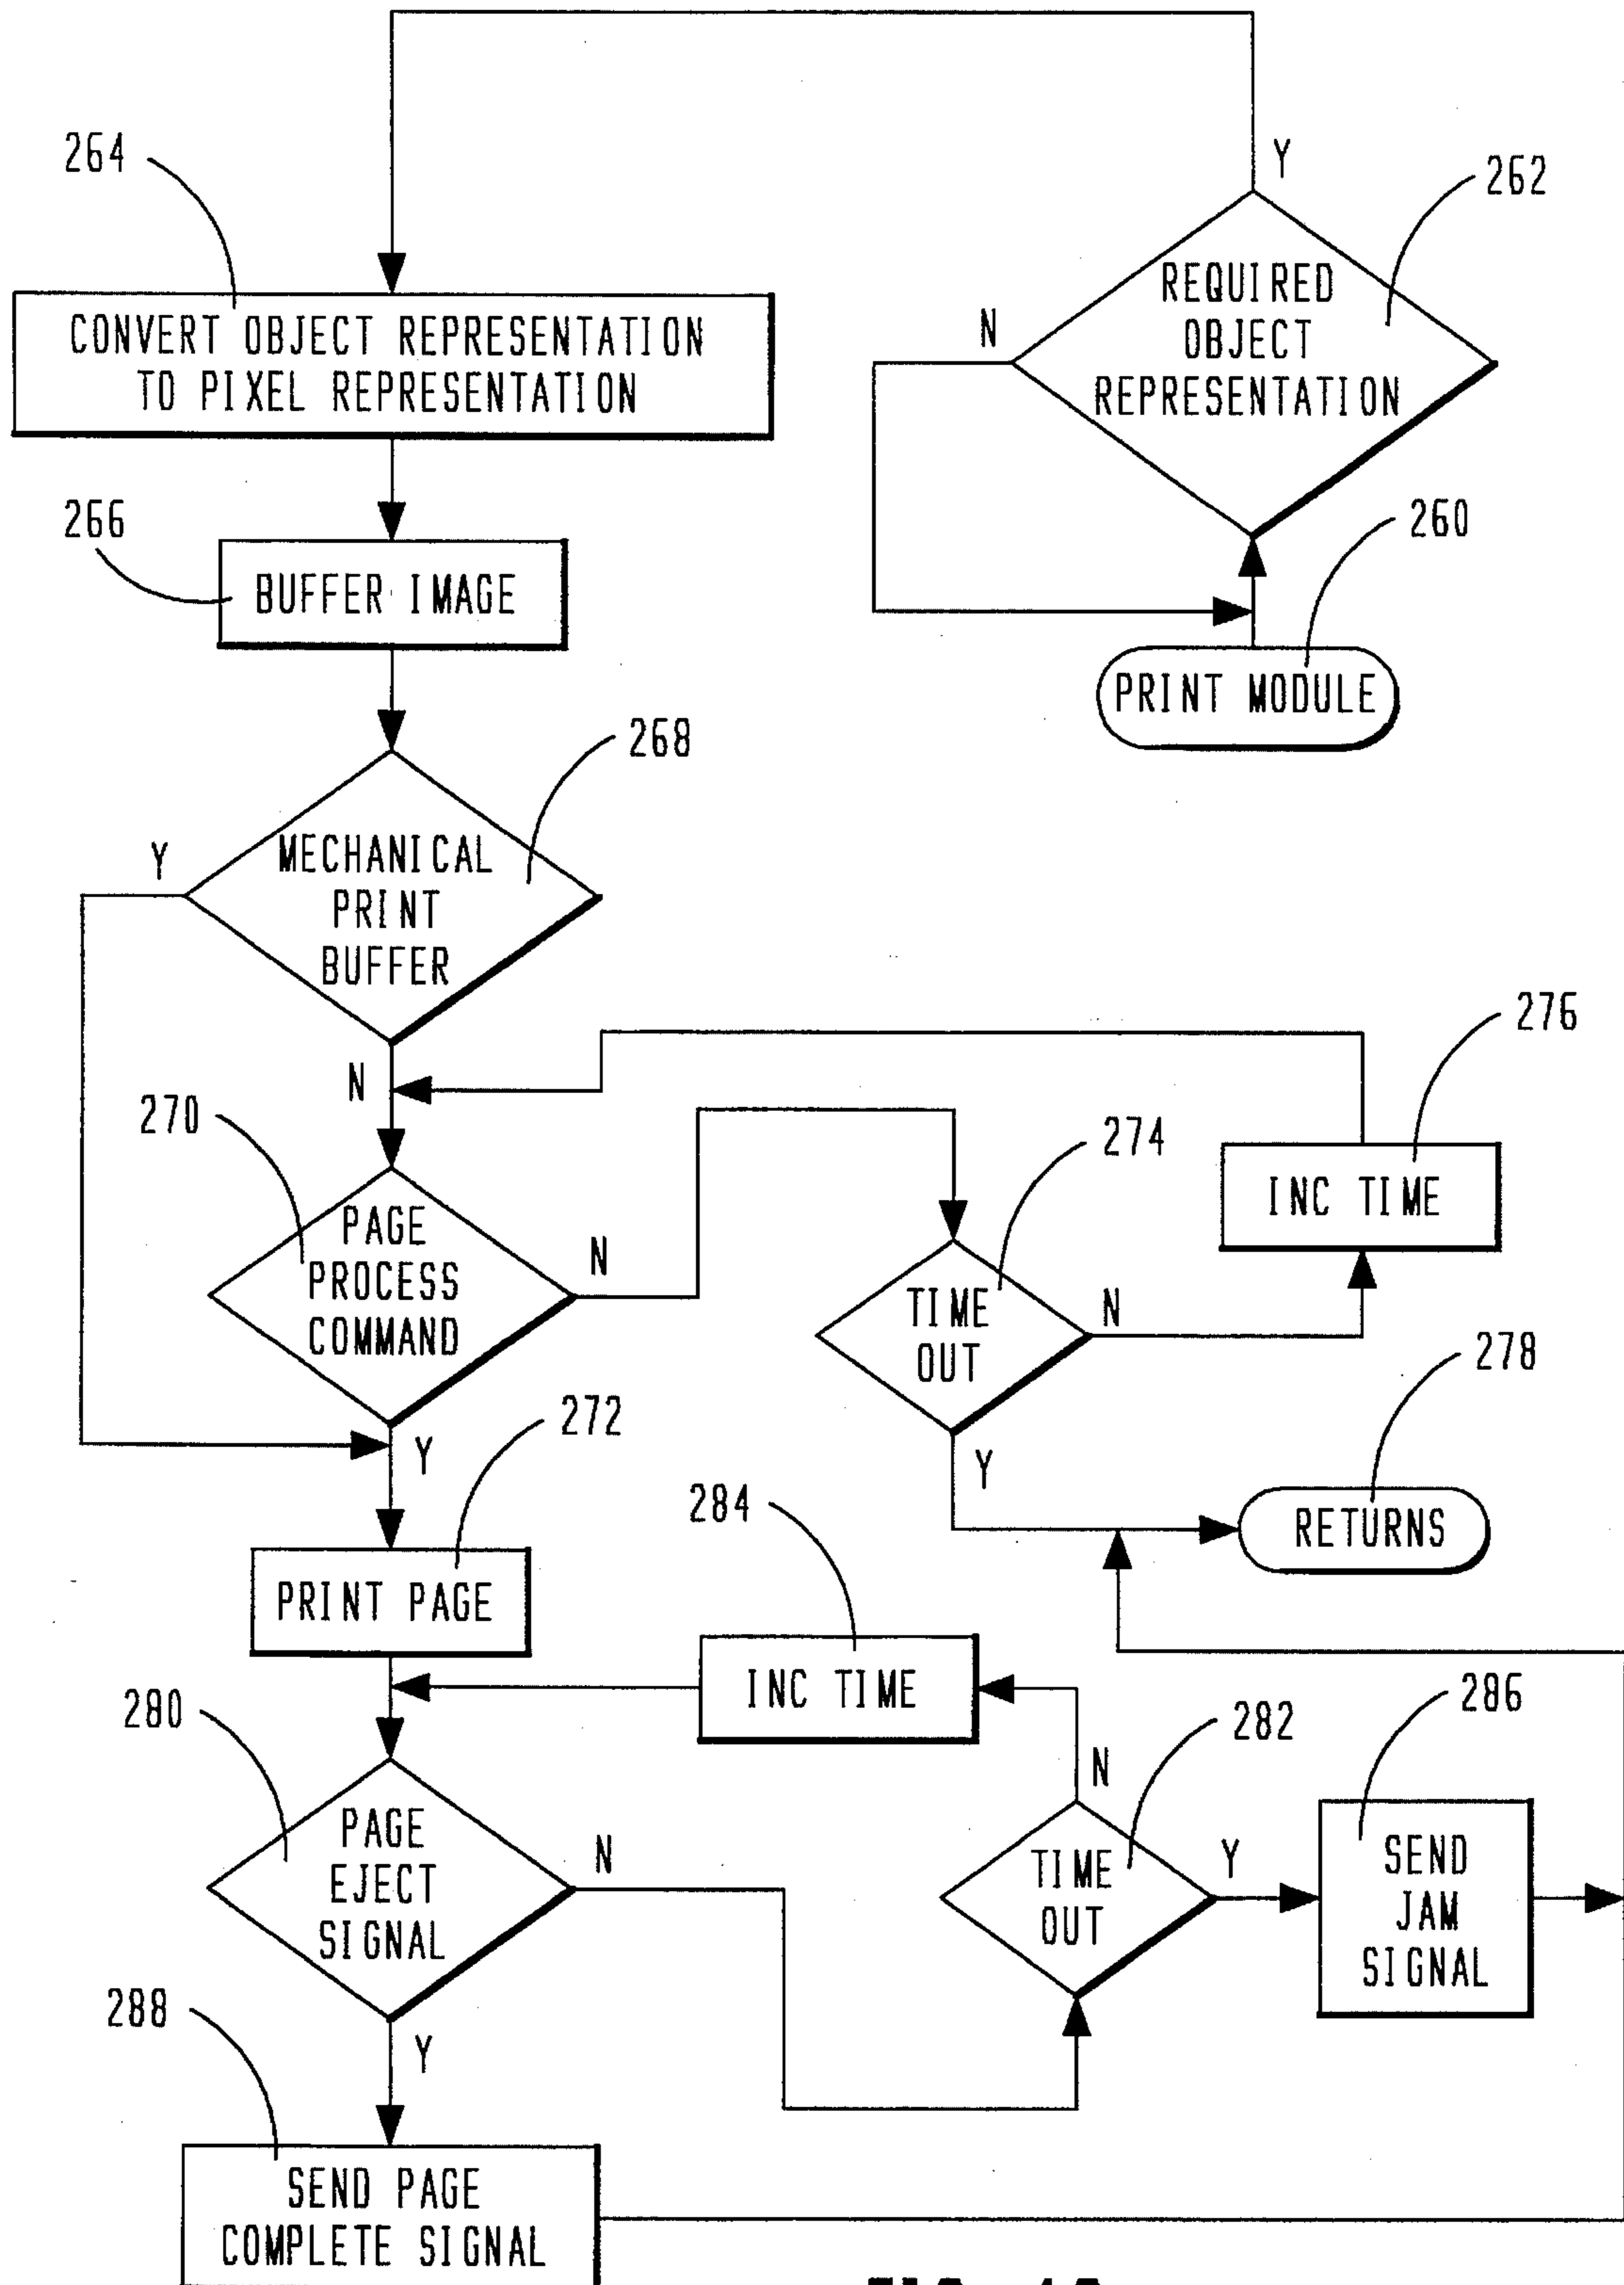 Y
264
262
REQUIRED
OBJECT
REPRESENTATION
N
CONVERT OBJECT REPRESENTATION
TO PIXEL REPRESENTATION
266
260
BUFFER IMAGE
PRINT MODULE
268
Y
MECHANICAL
PRINT
BUFFER
276
N
270
274
PAGE
PROCESS
COMMAND
N
INC TIME
TIME
OUT
N
278
272
Y
Y
284
RETURNS
PRINT PAGE
INC TIME
280
282
286
N
PAGE
EJECT
SIGNAL
N
TIME
OUT
Y
SEND
JAM
SIGNAL
288
Y
SEND PAGE
COMPLETE SIGNAL